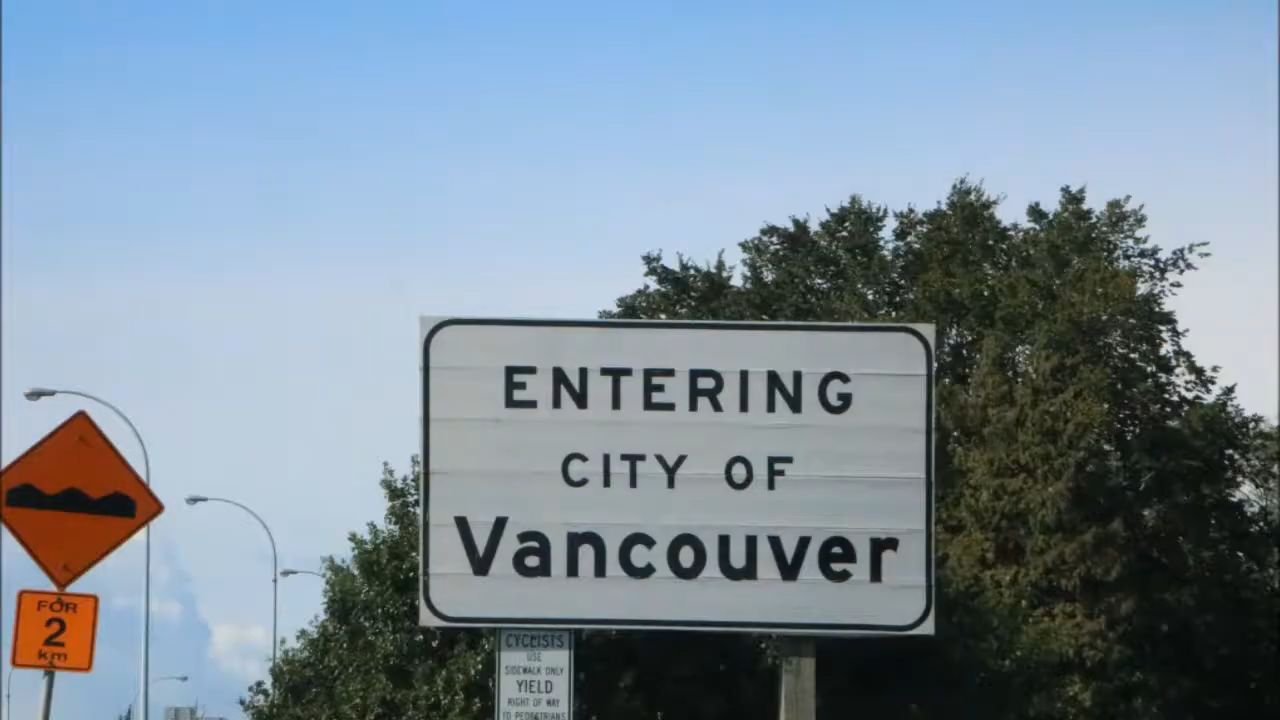 ENTERING
CITY OF
Vancouver
FOR
2
km
CYCLISTS
USE
SIDEWALK ONLY
YIELD
RIGHT OF WAY
TO PEDESTRIANS